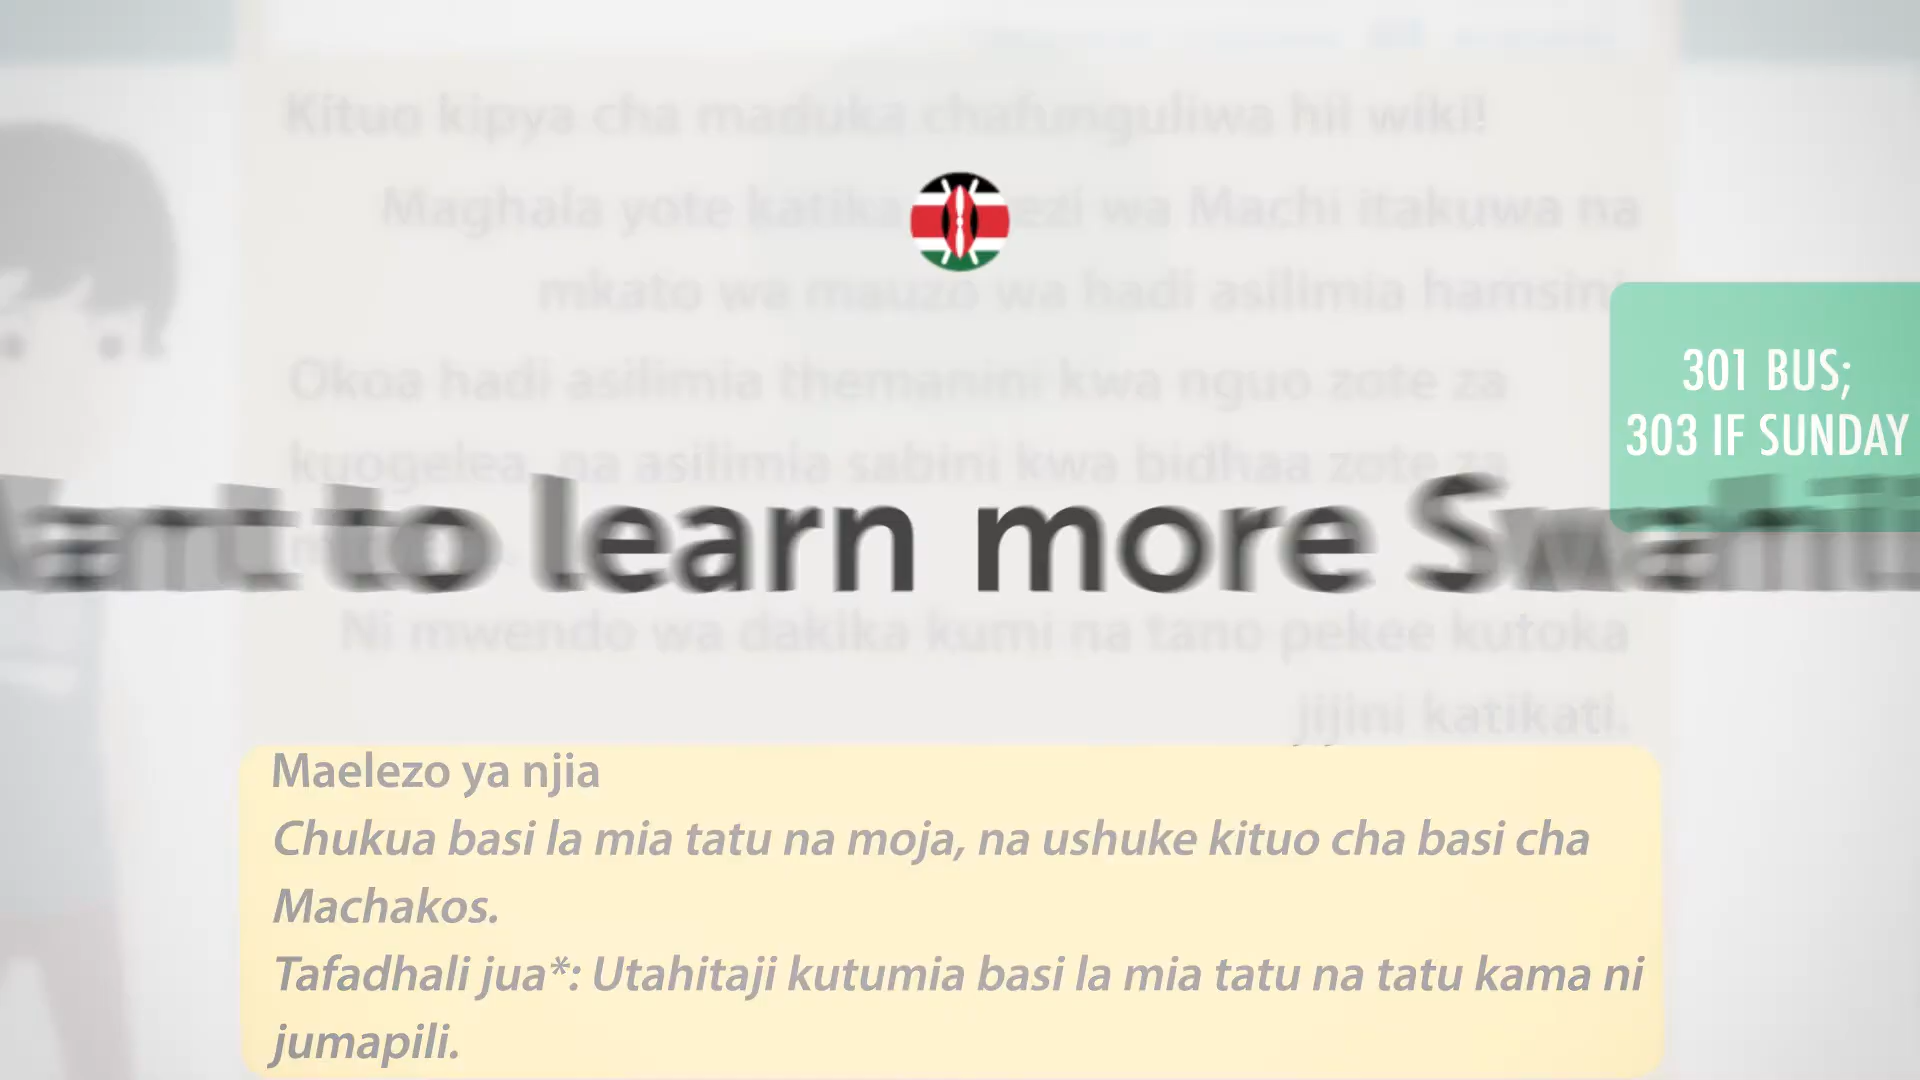 Kituo kipya cha maduka chafunguliwa hii wiki!
Maghala yote katika wa Machi itakuwa na
mkato wa mauzo wa hadi asilimia hamsini
Okoa hadi asilimia themanini kwa nguo zote za
kuogelea, na asilimia sabini kwa bidhaa zote za
301 BUS;
303 IF SUNDAY
Want to learn more Swahili
Ni mwendo wa dakika kumi na tano pekee kutoka
jijini katikati.
Maelezo ya njia
Chukua basi la mia tatu na moja, na ushuke kituo cha basi cha
Machakos.
Tafadhali jua*: Utahitaji kutumia basi la mia tatu na tatu kama ni
jumapili.